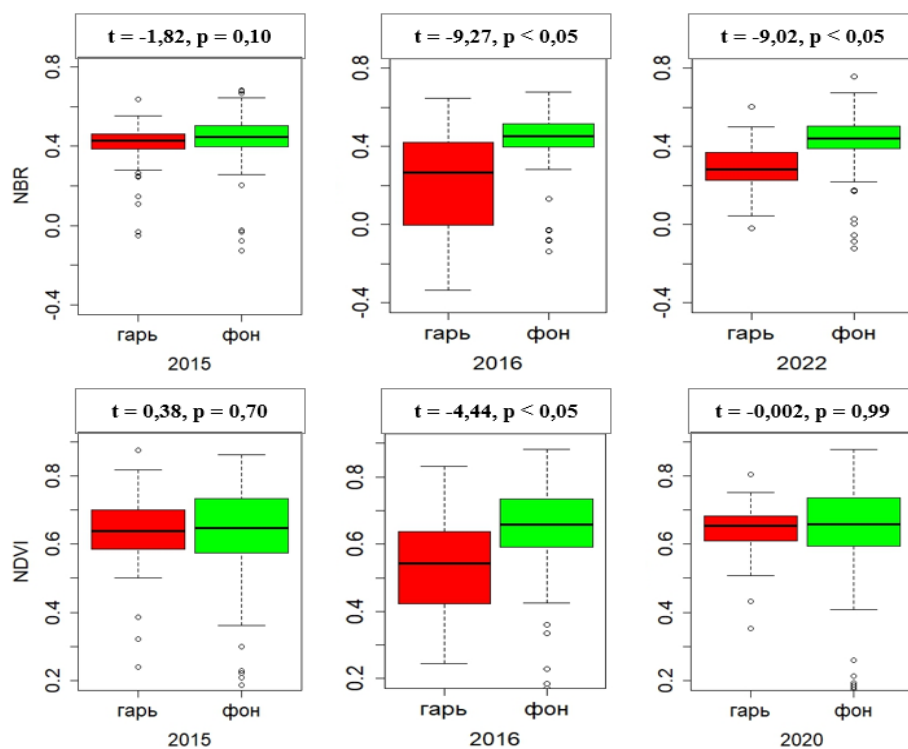 t = -1,82, p = 0,10
t = -9,27, p < 0,05
t = -9,02, p < 0,05
NBR
0.8
0.4
0.0
-0.4
гарь фон
2015
0.8
0.4
0.0
-0.4
гарь фон
2016
0.8
0.4
0.0
-0.4
гарь фон
2022
t = 0,38, p = 0,70
t = -4,44, p < 0,05
t = -0,002, p = 0,99
NDVI
0.8
0.6
0.4
0.2
гарь фон
2015
0.8
0.6
0.4
0.2
гарь фон
2016
0.8
0.6
0.4
0.2
гарь фон
2020